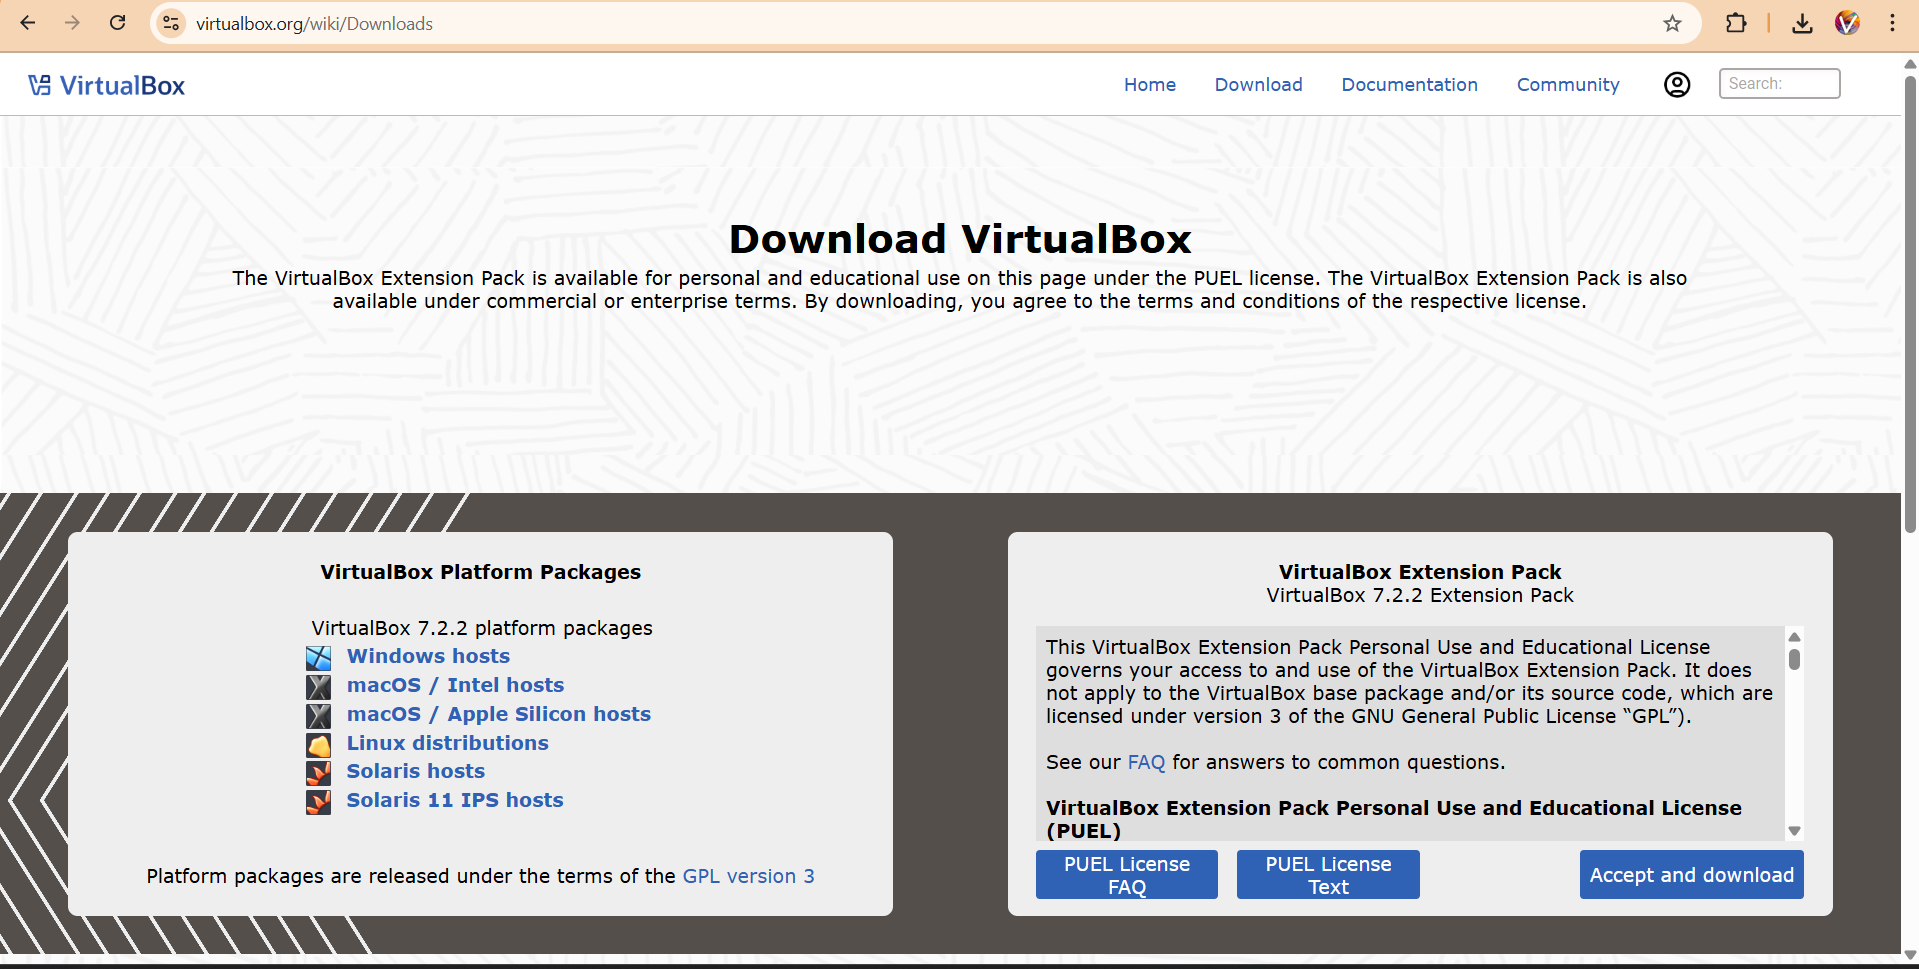 virtualbox.org/wiki/Downloads
VirtualBox
Home
Download
Documentation
Community
Search:
Download VirtualBox
The VirtualBox Extension Pack is available for personal and educational use on this page under the PUEL license. The VirtualBox Extension Pack is also
available under commercial or enterprise terms. By downloading, you agree to the terms and conditions of the respective license.
VirtualBox Platform Packages
VirtualBox 7.2.2 platform packages
Windows hosts
macOS / Intel hosts
macOS / Apple Silicon hosts
Linux distributions
Solaris hosts
Solaris 11 IPS hosts
Platform packages are released under the terms of the GPL version 3
VirtualBox Extension Pack
VirtualBox 7.2.2 Extension Pack
This VirtualBox Extension Pack Personal Use and Educational License
governs your access to and use of the VirtualBox Extension Pack. It does
not apply to the VirtualBox base package and/or its source code, which are
licensed under version 3 of the GNU General Public License “GPL”).
See our FAQ for answers to common questions.
VirtualBox Extension Pack Personal Use and Educational License
(PUEL)
PUEL License
FAQ
PUEL License
Text
Accept and download